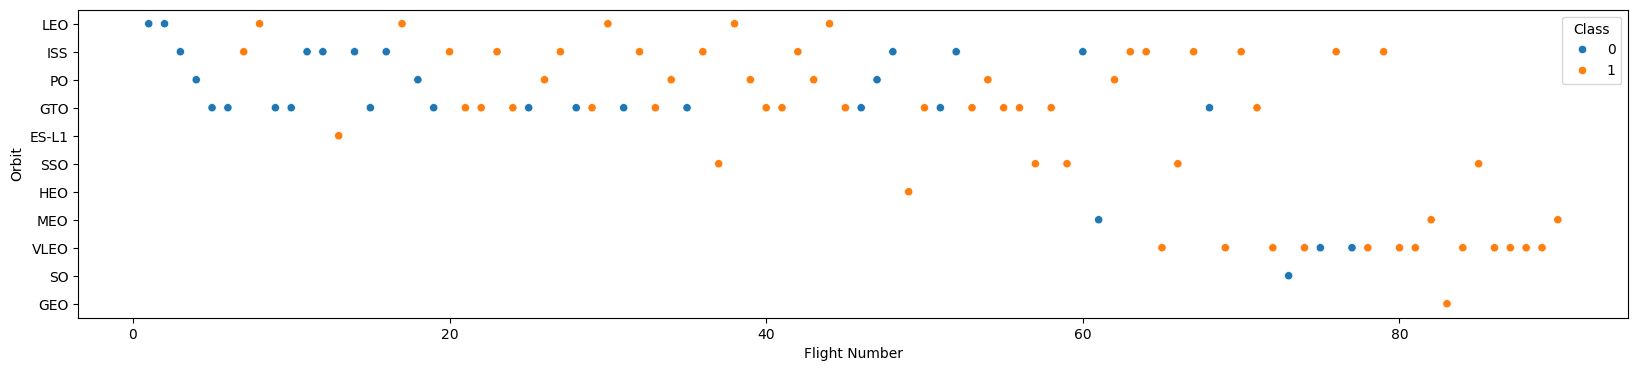 LEO
ISS
PO
GTO
ES-L1
SSO
HEO
MEO
VLEO
SO
GEO
Orbit
0
20
40
60
80
Flight Number
Class
0
1